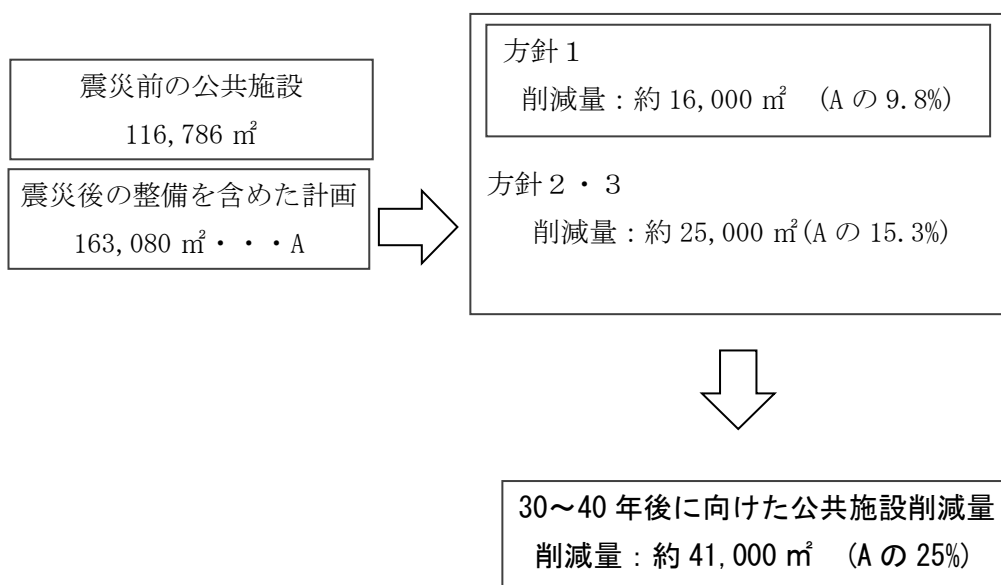 震災前の公共施設
116,786 ㎡
震災後の整備を含めた計画
163,080 ㎡・・・A
方針１
削減量：約 16,000 ㎡　(A の 9.8%)
方針２・３
削減量：約 25,000 ㎡(A の 15.3%)
30～40 年後に向けた公共施設削減量
削減量：約 41,000 ㎡　(A の 25%)